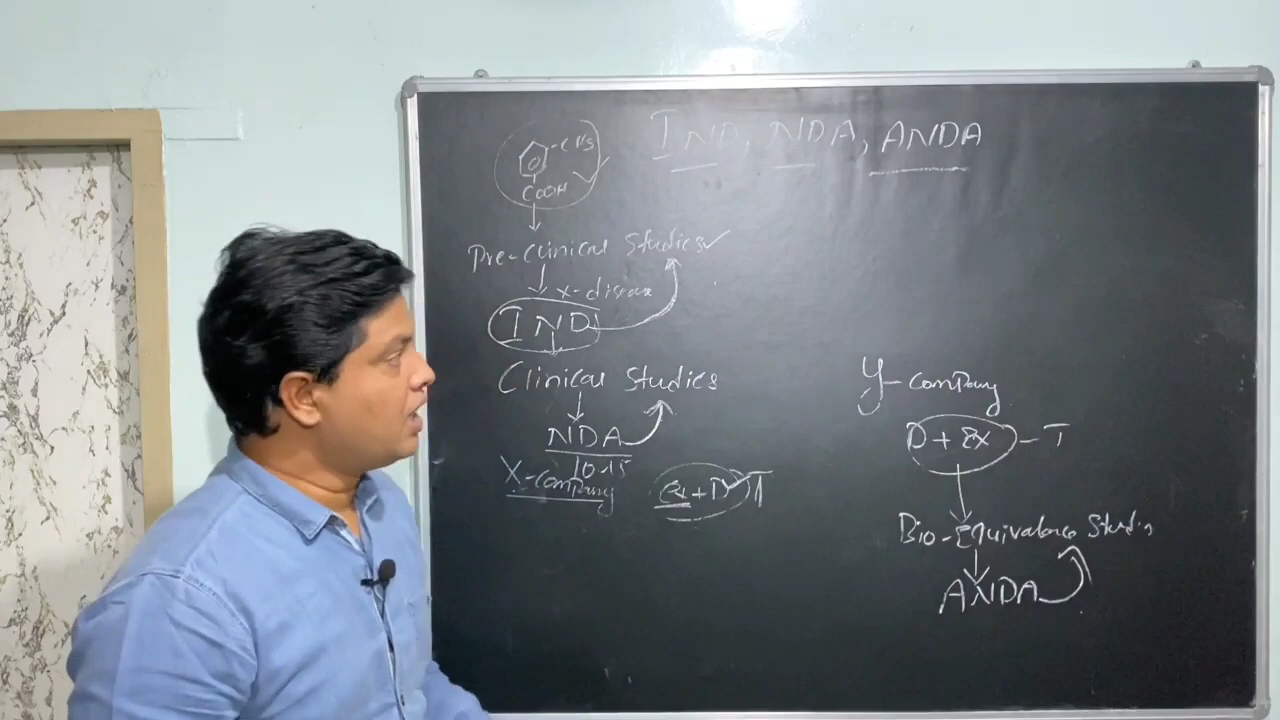 IND, NDA, ANDA
-CH3
COOH
Pre-Clinical Studies
X-disease
IND
Clinical Studies
NDA
10-15
X-Company
Ex + D T
Y-Company
D + Ex - T
Bio-Equivalence Studies
ANDA